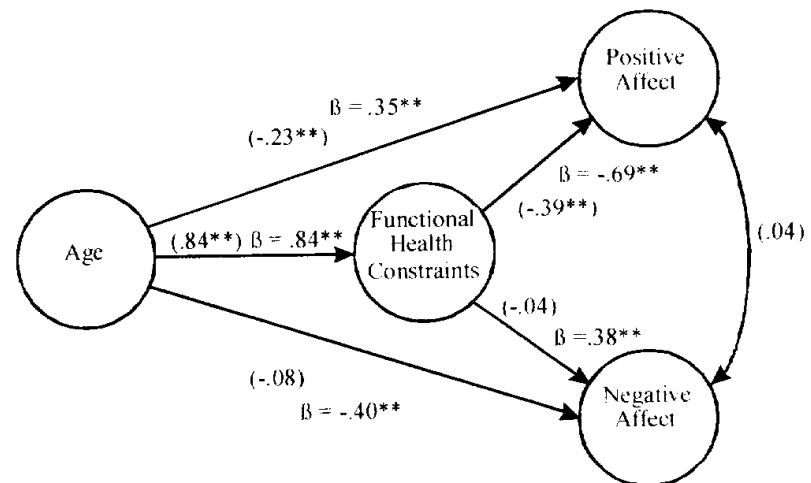 Positive
Affect
ß = .35**
(-.23**)
ß = -.69**
(-.39**)
Age
(.84**) ß = .84**
Functional
Health
Constraints
(.04)
(-.04)
ß =.38**
(-.08)
ß = -.40**
Negative
Affect